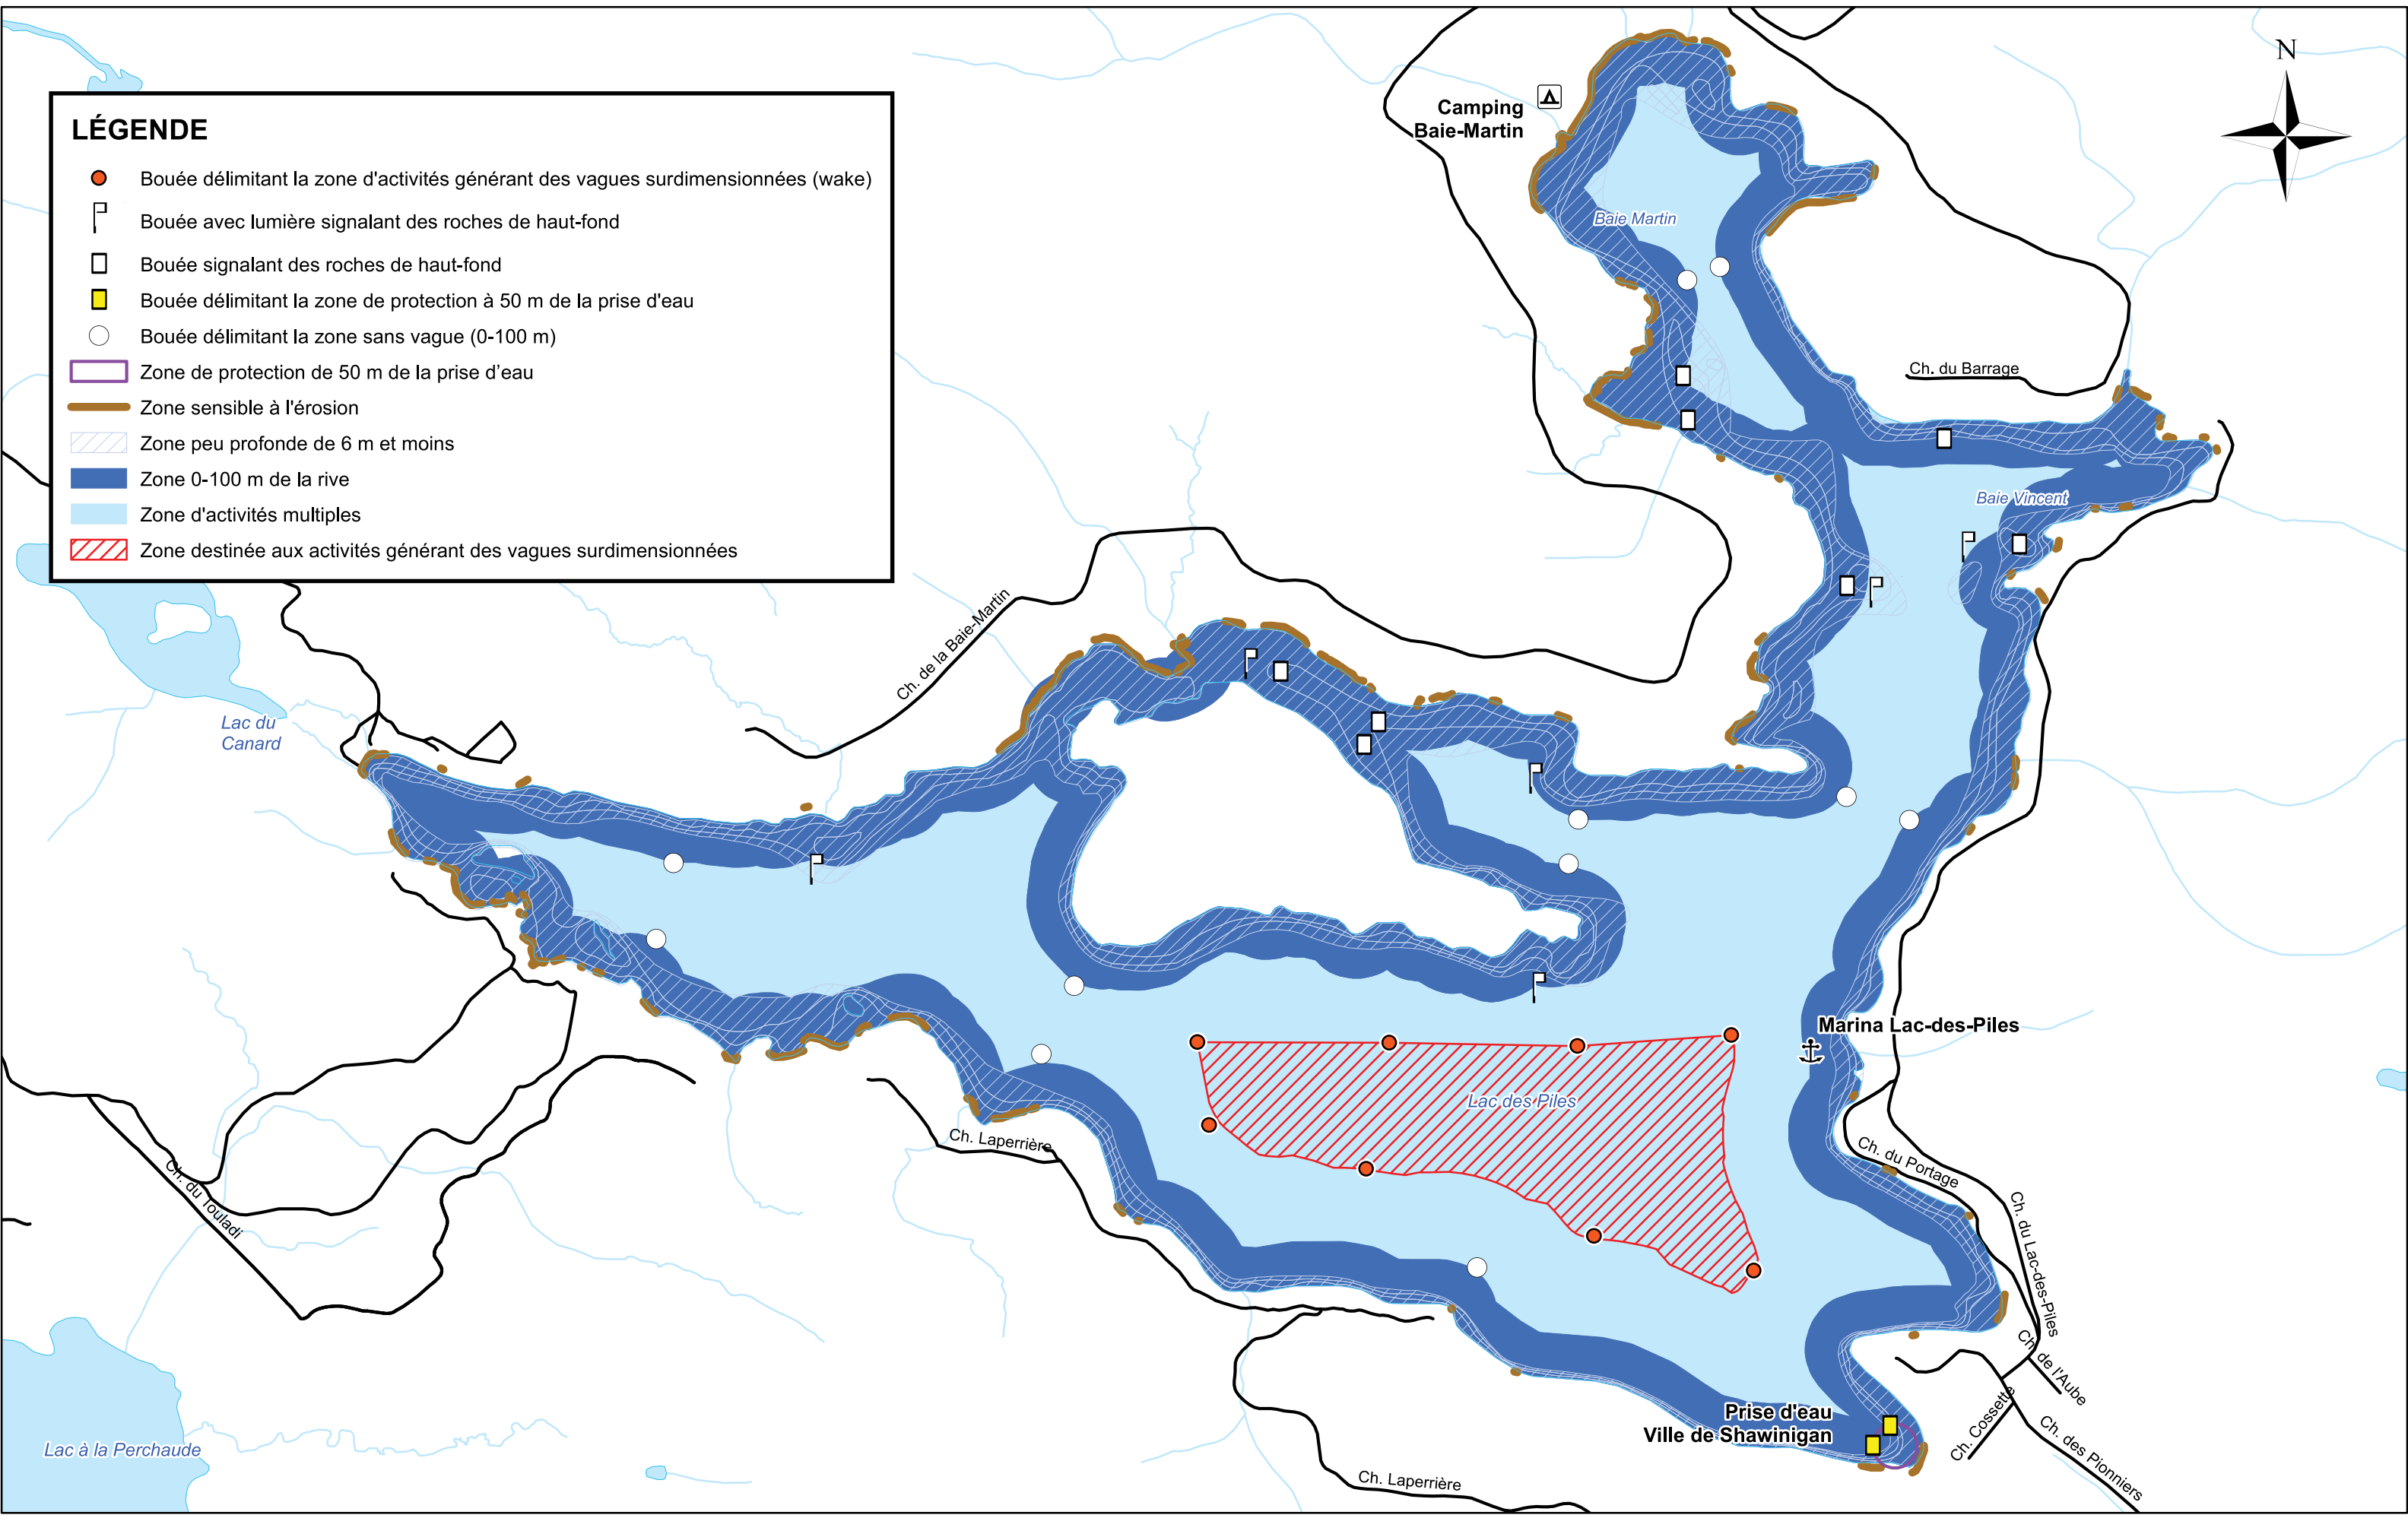 N
LÉGENDE
Bouée délimitant la zone d'activités générant des vagues surdimensionnées (wake)
Bouée avec lumière signalant des roches de haut-fond
Bouée signalant des roches de haut-fond
Bouée délimitant la zone de protection à 50 m de la prise d'eau
Bouée délimitant la zone sans vague (0-100 m)
Zone de protection de 50 m de la prise d’eau
Zone sensible à l'érosion
Zone peu profonde de 6 m et moins
Zone 0-100 m de la rive
Zone d'activités multiples
Zone destinée aux activités générant des vagues surdimensionnées
Camping
Baie-Martin
Baie Martin
Ch. du Barrage
Baie Vincent
Ch. de la Baie-Martin
Lac du
Canard
Marina Lac-des-Piles
Lac des Piles
Ch. Laperrière
Ch. du Portage
Ch. du Touladi
Ch. du Lac-des-Piles
Ch. de l'Aube
Prise d'eau
Ville de Shawinigan
Ch. Cossette
Ch. des Pionniers
Lac à la Perchaude
Ch. Laperrière